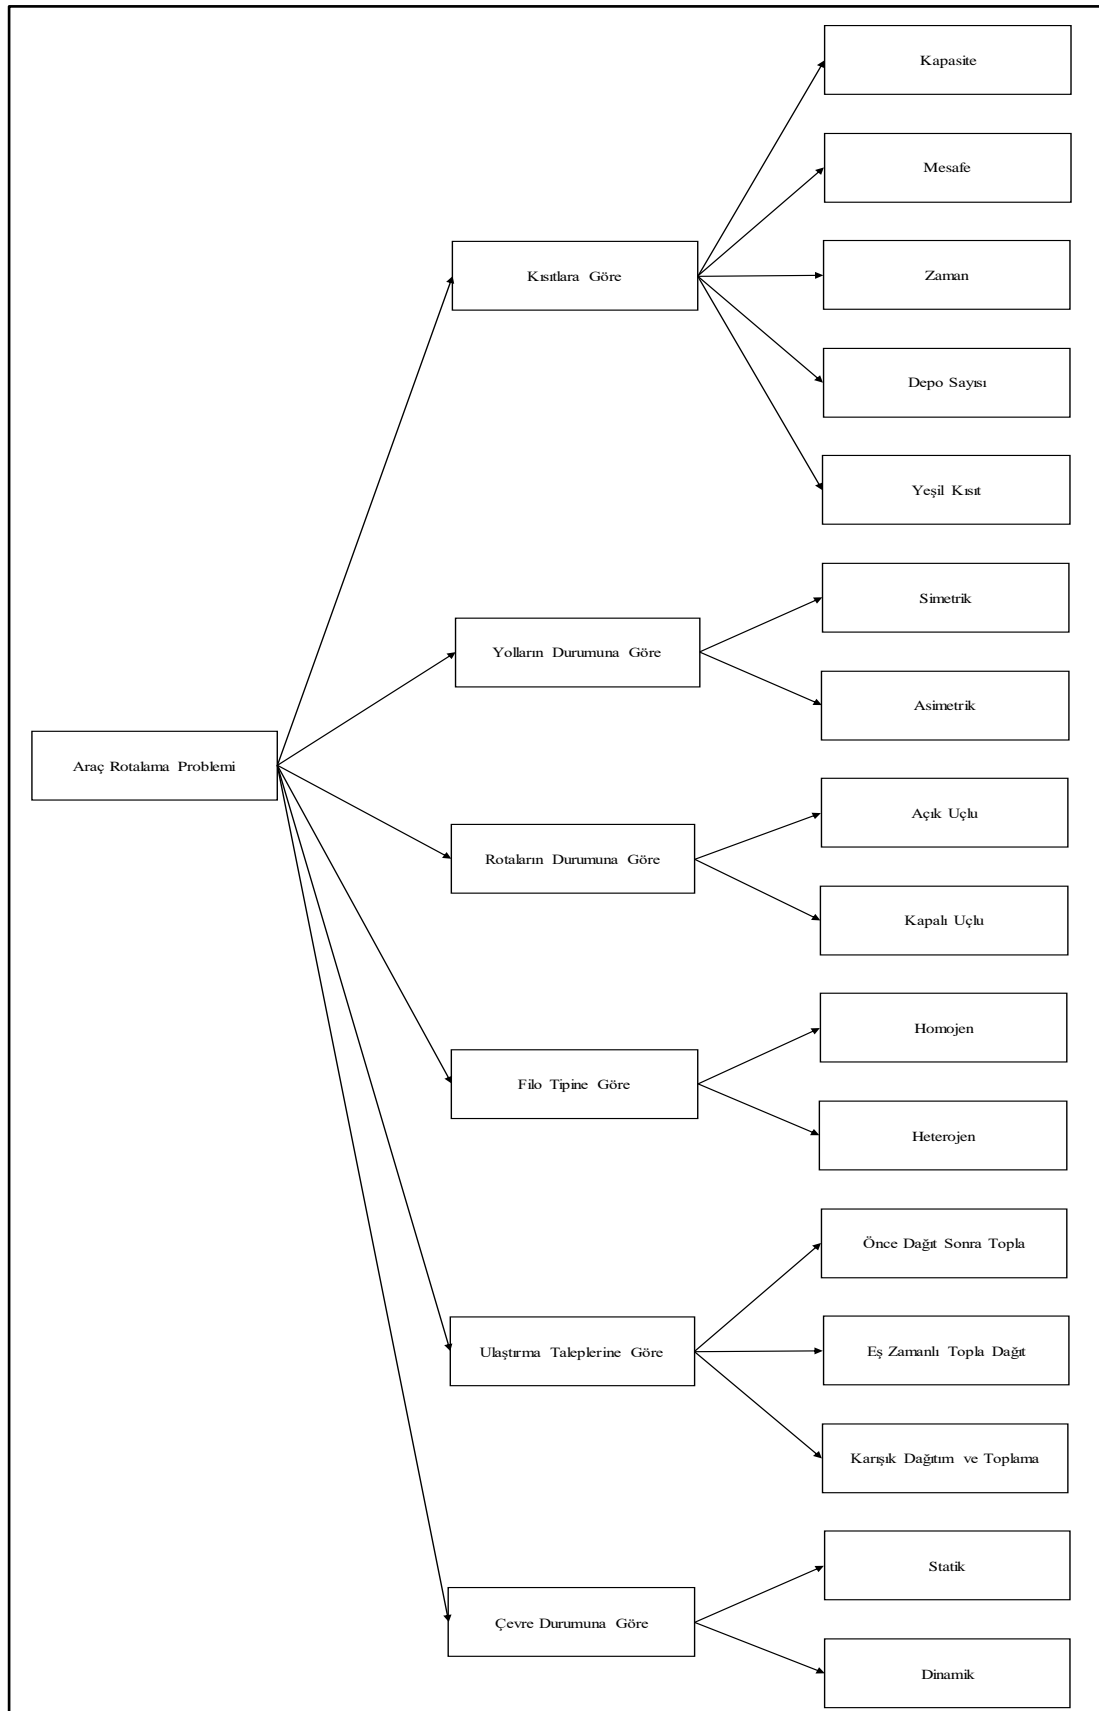 Araç Rotalama Problemi
Kısıtlara Göre
Kapasite
Mesafe
Zaman
Depo Sayısı
Yeşil Kısıt
Yolların Durumuna Göre
Simetrik
Asimetrik
Rotaların Durumuna Göre
Açık Uçlu
Kapalı Uçlu
Filo Tipine Göre
Homojen
Heterojen
Ulaştırma Taleplerine Göre
Önce Dağıt Sonra Topla
Eş Zamanlı Topla Dağıt
Karışık Dağıtım ve Toplama
Çevre Durumuna Göre
Statik
Dinamik